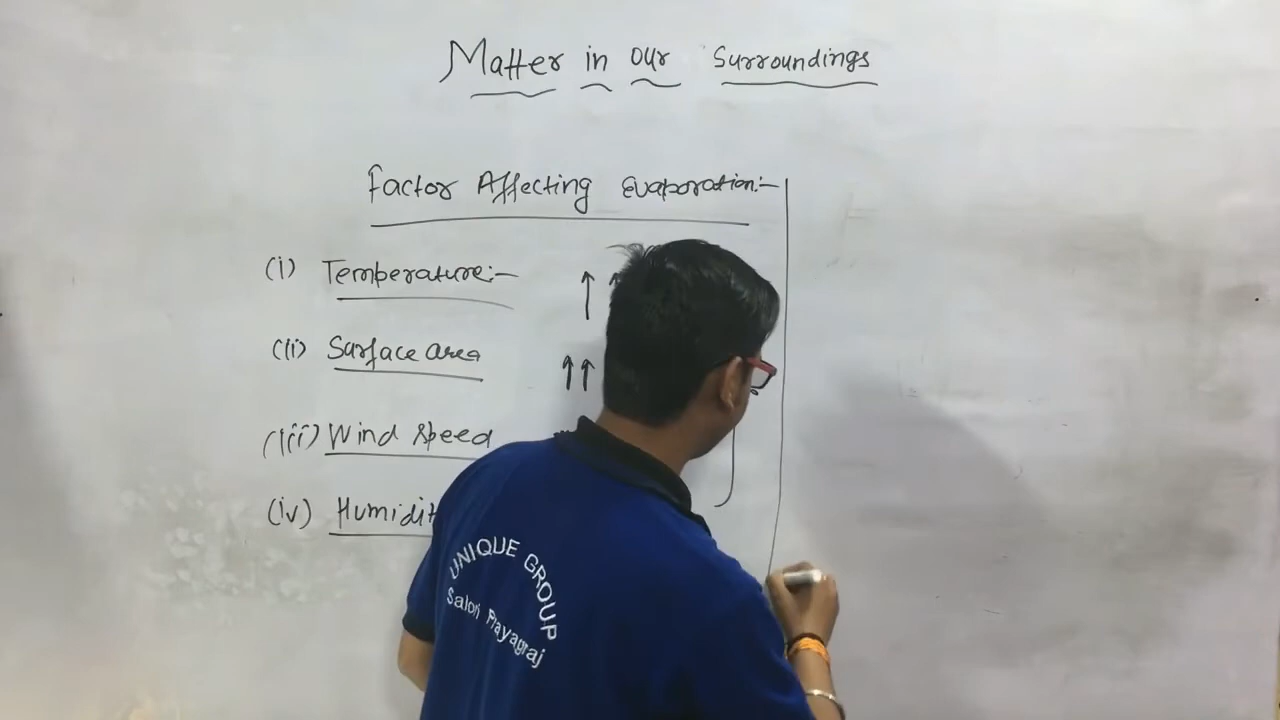 Matter in our Surroundings
Factor Affecting Evaporation:-
(i) Temperature:- ↑ ↑
(ii) Surface area ↑↑
(iii) Wind Speed
(iv) Humidit
UNIQUE GROUP
Salori Prayagraj